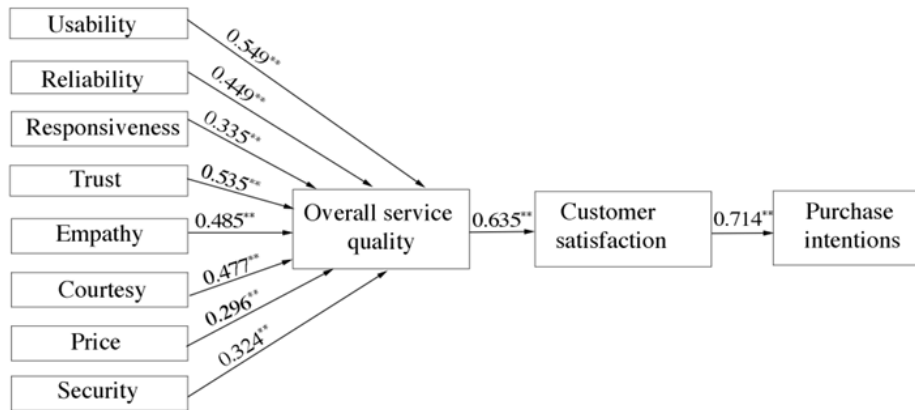 Usability
0.549**
Reliability
0.449**
Responsiveness
0.335**
Trust
0.535**
Empathy
0.485**
Courtesy
0.477**
Price
0.296**
Security
0.324**
Overall service
quality
0.635**
Customer
satisfaction
0.714**
Purchase
intentions